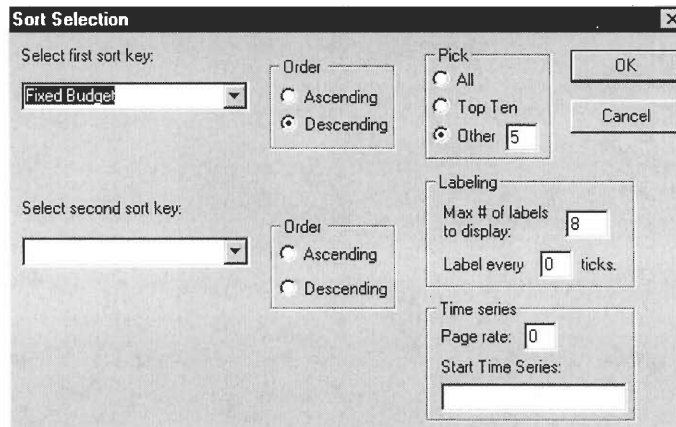 Sort Selection
Select first sort key:
Fixed Budget
Order
Ascending
Descending
Pick
All
Top Ten
Other 5
OK
Cancel
Select second sort key:
Order
Ascending
Descending
Labeling
Max # of labels
to display: 8
Label every 0 ticks.
Time series
Page rate: 0
Start Time Series: